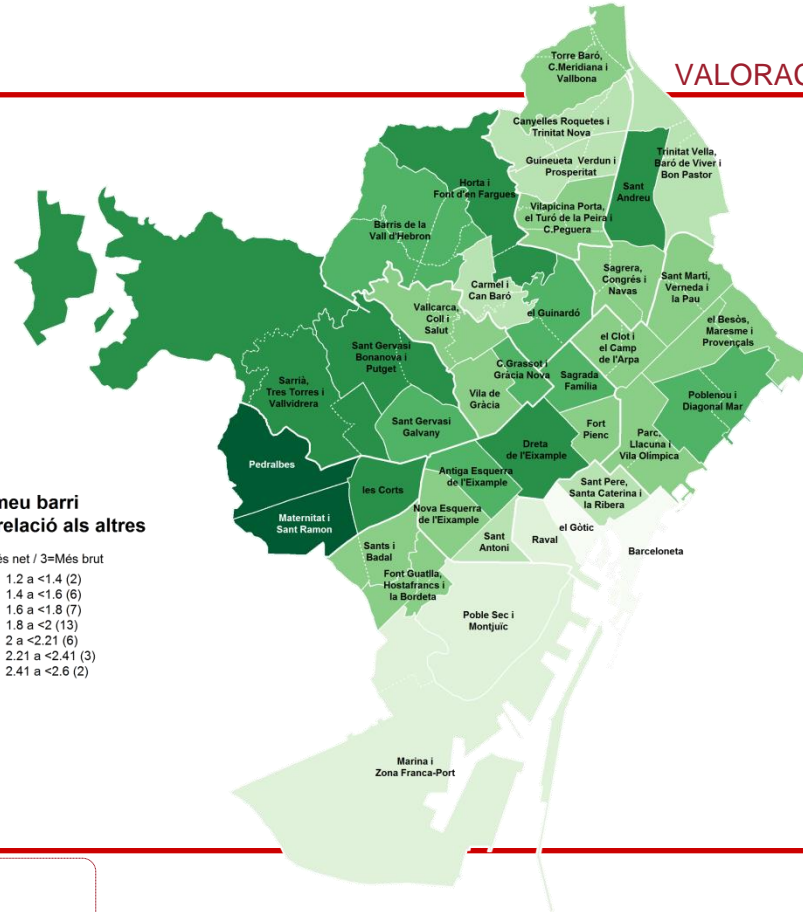 VALORAC
Torre Baró,
C.Meridiana i
Vallbona
Canyelles Roquetes i
Trinitat Nova
Guineueta Verdun i
Prosperitat
Trinitat Vella,
Baró de Viver i
Bon Pastor
Sant
Andreu
Horta i
Font d'en Fargues
Vilapicina Porta,
el Turó de la Peira i
C.Peguera
Barris de la
Vall d'Hebron
Sagrera,
Congrés i
Navas
Sant Martí,
Verneda i
la Pau
Carmel i
Can Baró
Vallcarca,
Coll i
Salut
el Guinardó
el Besòs,
Maresme i
Provençals
el Clot i
el Camp
de l'Arpa
Sant Gervasi
Bonanova i
Putget
C.Grassot i
Gràcia Nova
Sagrada
Família
Sarrià,
Tres Torres i
Vallvidrera
Vila de
Gràcia
Poblenou i
Diagonal Mar
Sant Gervasi
Galvany
Fort
Pienc
Parc,
Llacuna i
Vila Olímpica
Dreta
de l'Eixample
Pedralbes
Antiga Esquerra
de l'Eixample
les Corts
Sant Pere,
Santa Caterina i
la Ribera
Maternitat i
Sant Ramon
Nova Esquerra
de l'Eixample
el Gòtic
Sant
Antoni
Raval
Barceloneta
Sants i
Badal
Font Guatlla,
Hostafrancs i
la Bordeta
Poble Sec i
Montjuïc
Marina i
Zona Franca-Port
meu barri
relació als altres
és net / 3=Més brut
1.2 a <1.4 (2)
1.4 a <1.6 (6)
1.6 a <1.8 (7)
1.8 a <2 (13)
2 a <2.21 (6)
2.21 a <2.41 (3)
2.41 a <2.6 (2)